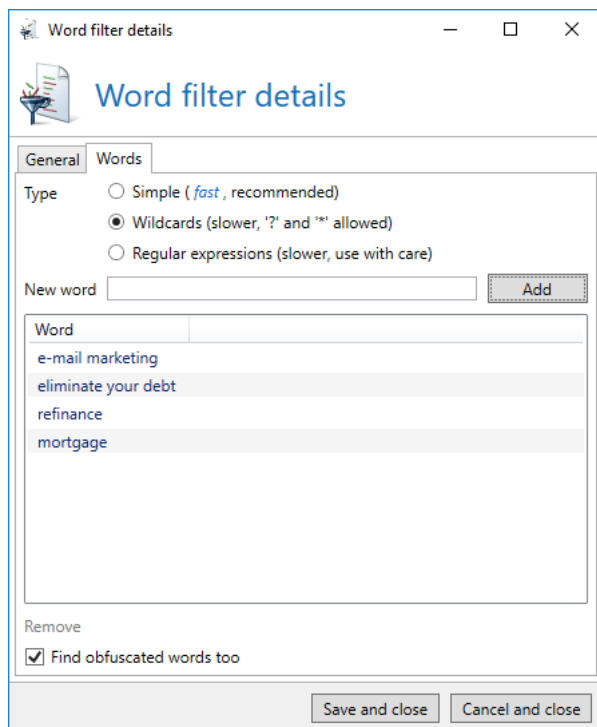 Word filter details
Word filter details
General Words
Type
Simple ( fast , recommended)
Wildcards (slower, '?' and '*' allowed)
Regular expressions (slower, use with care)
New word Add
Word
e-mail marketing
eliminate your debt
refinance
mortgage
Remove
Find obfuscated words too
Save and close Cancel and close